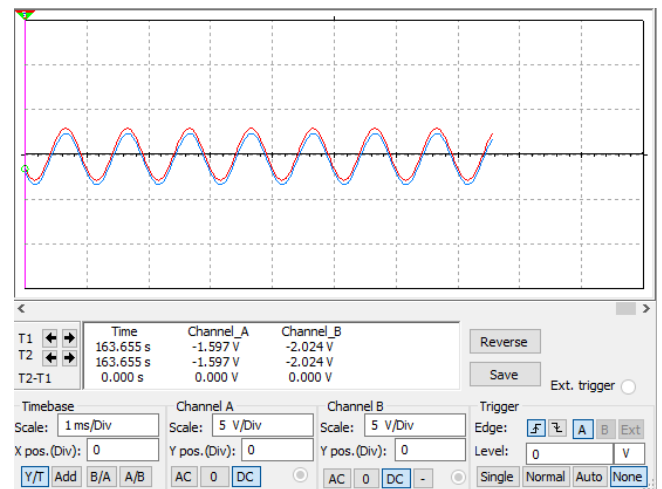 Time Channel_A Channel_B
T1 163.655 s -1.597 V -2.024 V
T2 163.655 s -1.597 V -2.024 V
T2-T1 0.000 s 0.000 V 0.000 V
Reverse
Save
Ext. trigger
Timebase
Scale: 1 ms/Div
X pos.(Div): 0
Y/T Add B/A A/B
Channel A
Scale: 5 V/Div
Y pos.(Div): 0
AC 0 DC
Channel B
Scale: 5 V/Div
Y pos.(Div): 0
AC 0 DC -
Trigger
Edge: A B Ext
Level: 0 V
Single Normal Auto None